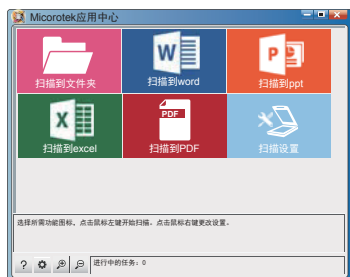 Micorotek应用中心
扫描到文件夹
扫描到word
扫描到ppt
扫描到excel
扫描到PDF
扫描设置
选择所需功能图标、点击鼠标左键开始扫描。点击鼠标右键更改设置。
进行中的任务：0